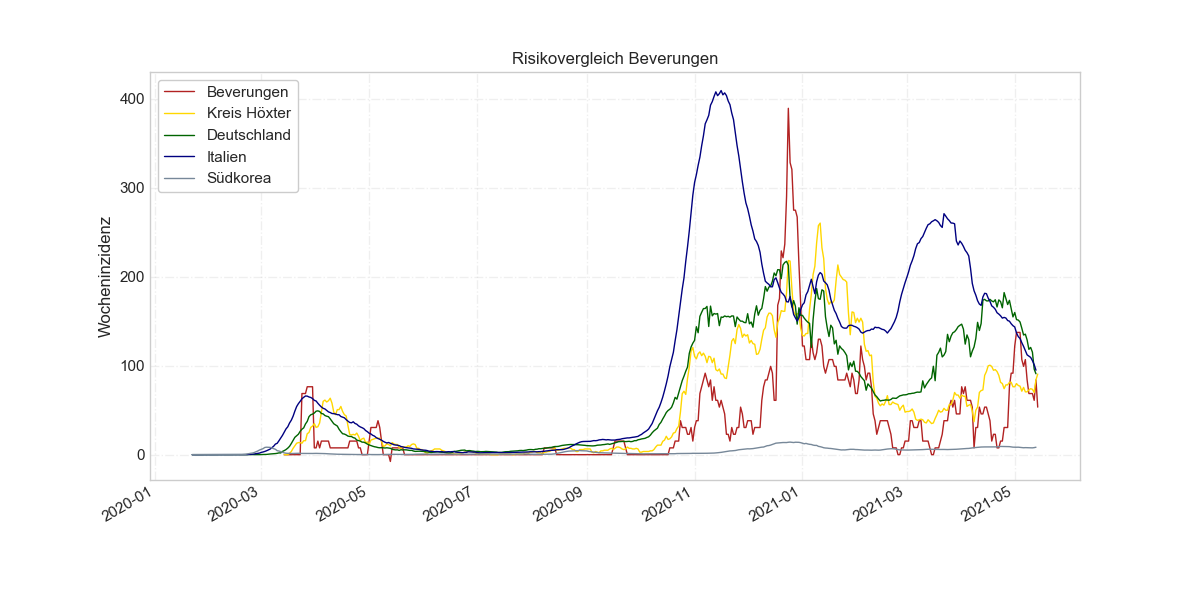 Risikovergleich Beverungen
Beverungen
Kreis Höxter
Deutschland
Italien
Südkorea
Wocheninzidenz
400
300
200
100
0
2020-01
2020-03
2020-05
2020-07
2020-09
2020-11
2021-01
2021-03
2021-05